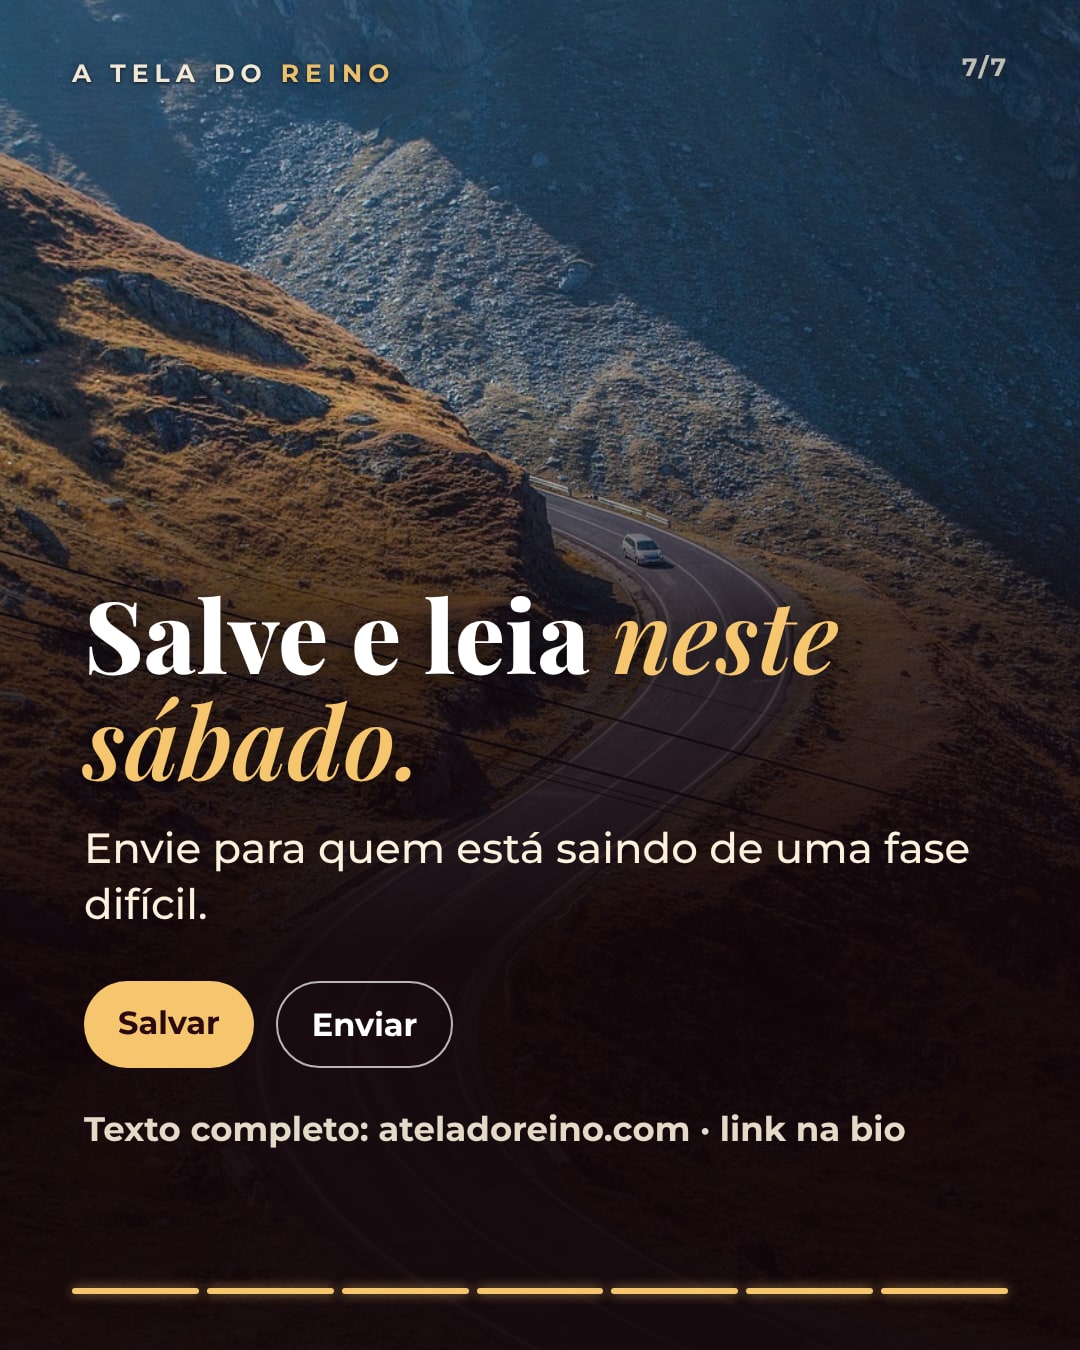 A TELA DO REINO
7/7
Salve e leia neste
sábado.
Envie para quem está saindo de uma fase
difícil.
Salvar
Enviar
Texto completo: ateladoreino.com · link na bio